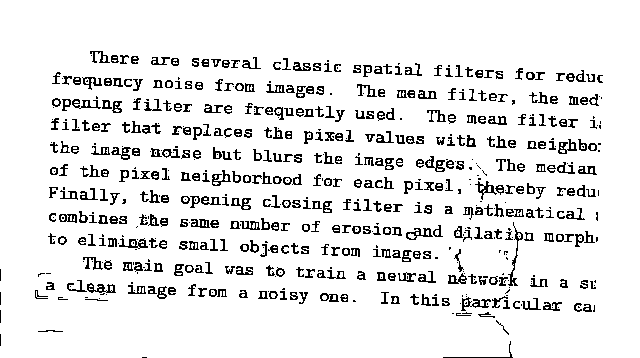 There are several classic spatial filters for reduc
frequency noise from images. The mean filter, the med
opening filter are frequently used. The mean filter i
filter that replaces the pixel values with the neighbo
the image noise but blurs the image edges. The median
of the pixel neighborhood for each pixel, thereby redu
Finally, the opening closing filter is a mathematical
combines the same number of erosion and dilation morph
to eliminate small objects from images.
The main goal was to train a neural network in a su
a clean image from a noisy one. In this particular ca